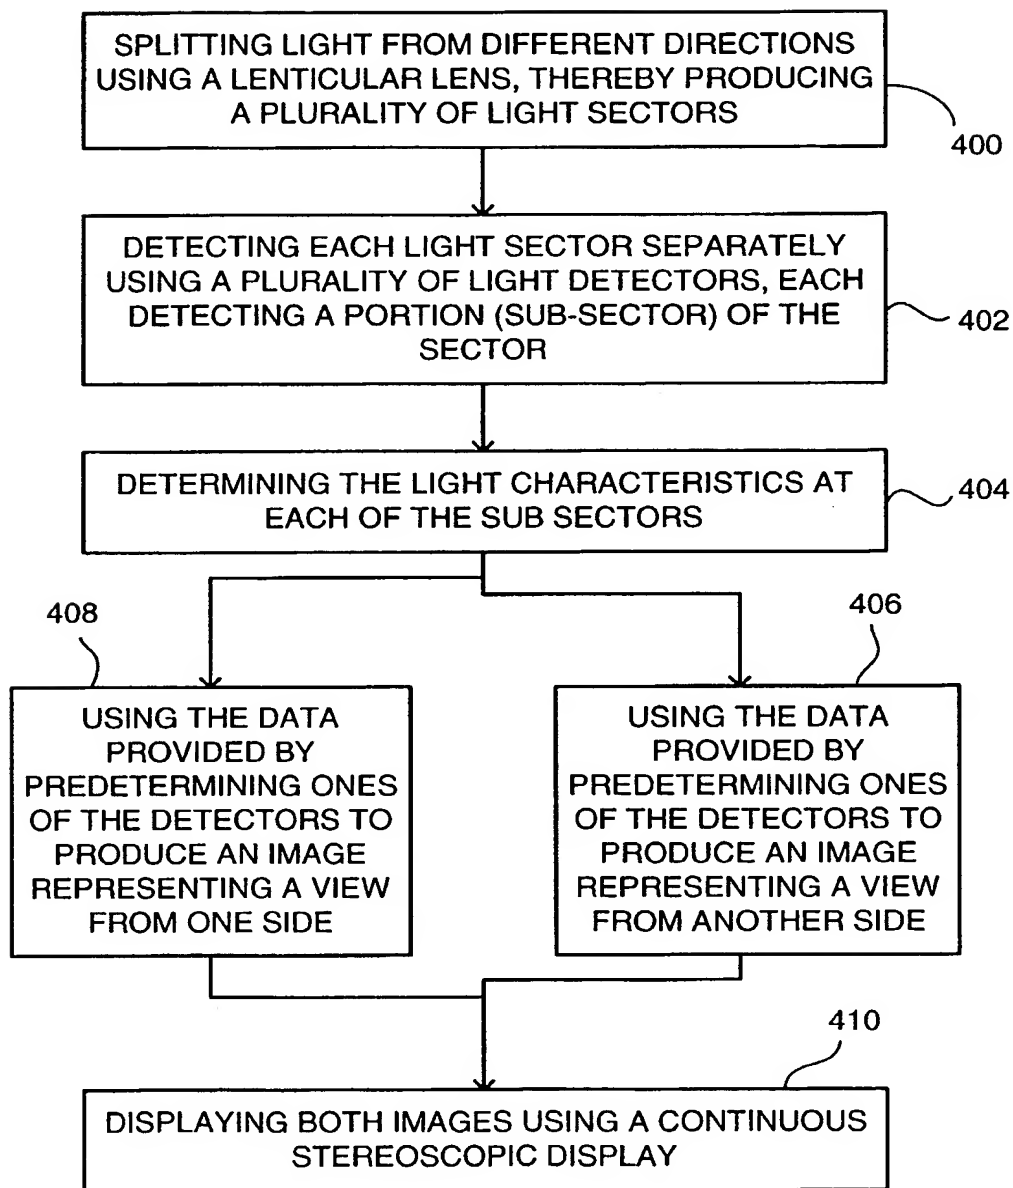 SPLITTING LIGHT FROM DIFFERENT DIRECTIONS
USING A LENTICULAR LENS, THEREBY PRODUCING
A PLURALITY OF LIGHT SECTORS
400
DETECTING EACH LIGHT SECTOR SEPARATELY
USING A PLURALITY OF LIGHT DETECTORS, EACH
DETECTING A PORTION (SUB-SECTOR) OF THE
SECTOR
402
DETERMINING THE LIGHT CHARACTERISTICS AT
EACH OF THE SUB SECTORS
404
408
USING THE DATA
PROVIDED BY
PREDETERMINING ONES
OF THE DETECTORS TO
PRODUCE AN IMAGE
REPRESENTING A VIEW
FROM ONE SIDE
406
USING THE DATA
PROVIDED BY
PREDETERMINING ONES
OF THE DETECTORS TO
PRODUCE AN IMAGE
REPRESENTING A VIEW
FROM ANOTHER SIDE
410
DISPLAYING BOTH IMAGES USING A CONTINUOUS
STEREOSCOPIC DISPLAY